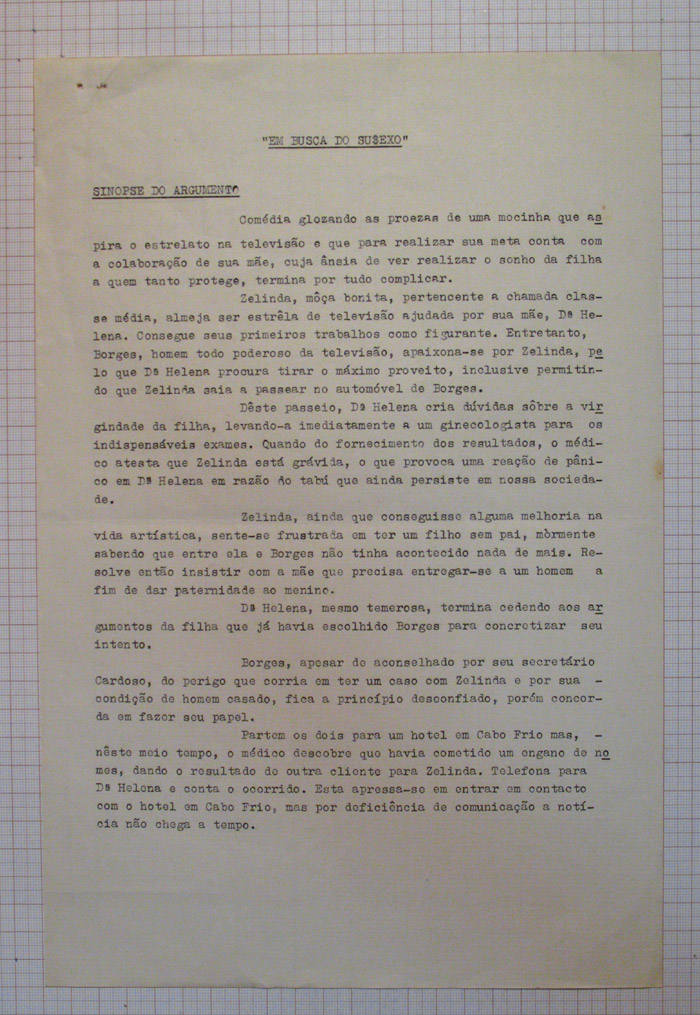 "EM BUSCA DO SU$EXO"
SINOPSE DO ARGUMENTO
Comédia glozando as proezas de uma mocinha que as
pira o estrelato na televisão e que para realizar sua meta conta com
a colaboração de sua mãe, cuja ânsia de ver realizar o sonho da filha
a quem tanto protege, termina por tudo complicar.
Zelinda, môça bonita, pertencente a chamada clas-
se média, almeja ser estrêla de televisão ajudada por sua mãe, Dª He-
lena. Consegue seus primeiros trabalhos como figurante. Entretanto,
Borges, homem todo poderoso da televisão, apaixona-se por Zelinda, pe
lo que Dª Helena procura tirar o máximo proveito, inclusive permitin-
do que Zelinda saia a passear no automóvel de Borges.
Dêste passeio, Dª Helena cria dúvidas sôbre a vir
gindade da filha, levando-a imediatamente a um ginecologista para os
indispensáveis exames. Quando do fornecimento dos resultados, o médi-
co atesta que Zelinda está grávida, o que provoca uma reação de pâni-
co em Dª Helena em razão do tabú que ainda persiste em nossa socieda-
de.
Zelinda, ainda que conseguisse alguma melhoria na
vida artística, sente-se frustrada em ter um filho sem pai, mòrmente
sabendo que entre ela e Borges não tinha acontecido nada de mais. Re-
solve então insistir com a mãe que precisa entregar-se a um homem a
fim de dar paternidade ao menino.
Dª Helena, mesmo temerosa, termina cedendo aos ar
gumentos da filha que já havia escolhido Borges para concretizar seu
intento.
Borges, apesar de aconselhado por seu secretário
Cardoso, do perigo que corria em ter um caso com Zelinda e por sua -
condição de homem casado, fica a princípio desconfiado, porém concor-
da em fazer seu papel.
Partem os dois para um hotel em Cabo Frio mas, -
nêste meio tempo, o médico descobre que havia cometido um engano de no
mes, dando o resultado de outra cliente para Zelinda. Telefona para
Dª Helena e conta o ocorrido. Esta apressa-se em entrar em contacto
com o hotel em Cabo Frio, mas por deficiência de comunicação a notí-
cia não chega a tempo.